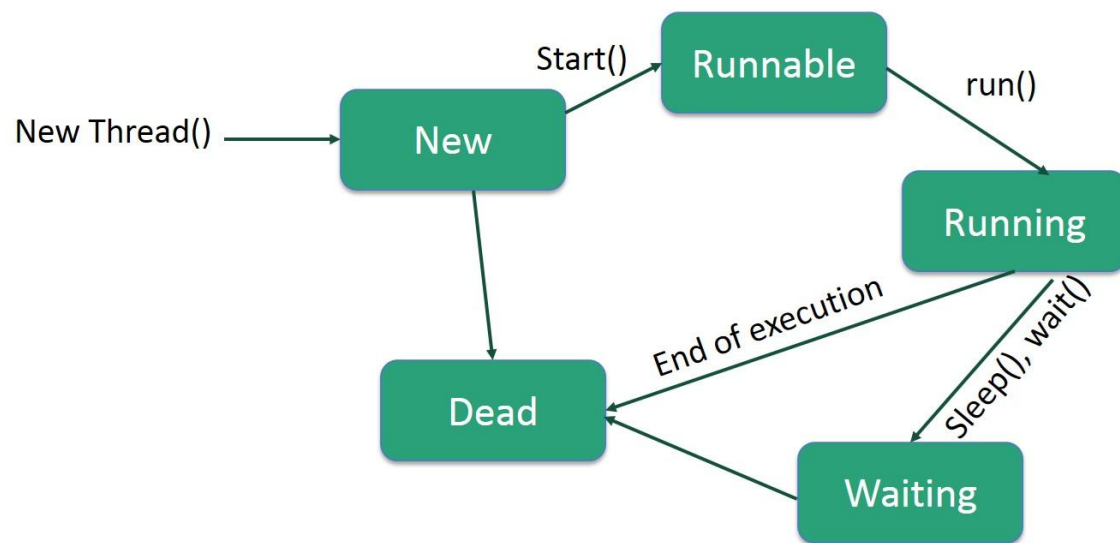 Start()
Runnable
run()
New Thread()
New
Running
End of execution
Sleep(), wait()
Dead
Waiting